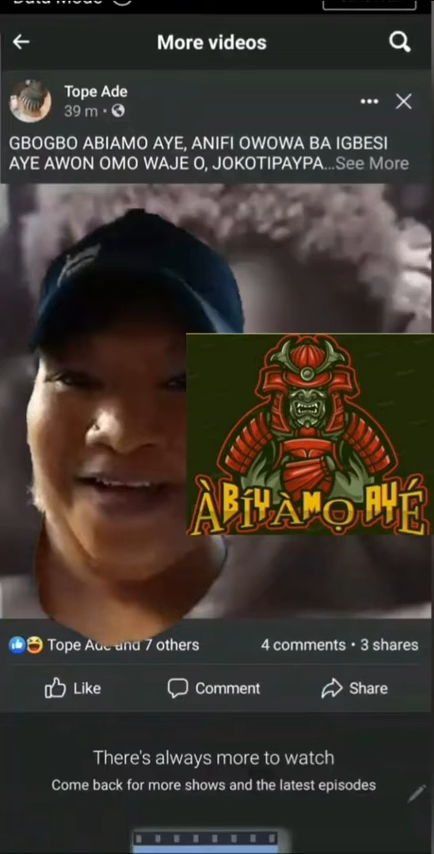 Data Mode
More videos
Tope Ade
39 m
GBOGBO ABIAMO AYE, ANIFI OWOWA BA IGBESI
AYE AWON OMO WAJE O, JOKOTIPAYPA...See More
ÀBÍYÀMỌ AYÉ
Tope Ade and 7 others
4 comments • 3 shares
Like
Comment
Share
There's always more to watch
Come back for more shows and the latest episodes